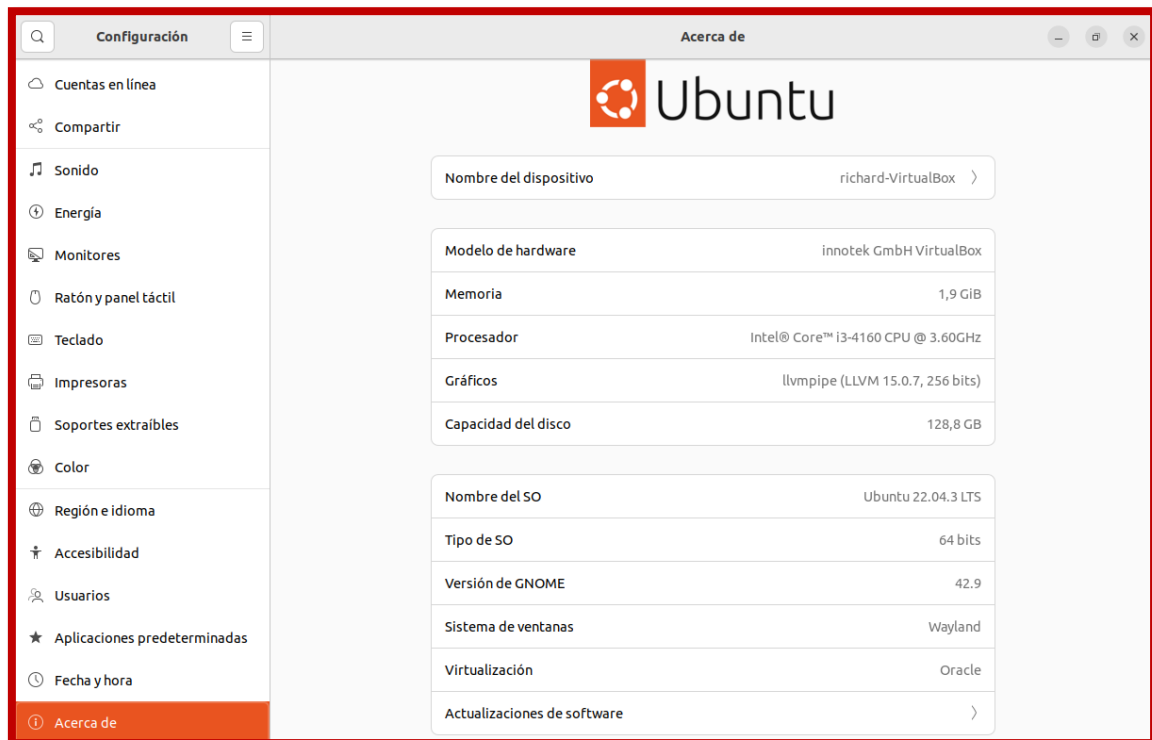 Configuración
Acerca de
Cuentas en línea
Compartir
Sonido
Energía
Monitores
Ratón y panel táctil
Teclado
Impresoras
Soportes extraíbles
Color
Región e idioma
Accesibilidad
Usuarios
Aplicaciones predeterminadas
Fecha y hora
Acerca de
Ubuntu
Nombre del dispositivo richard-VirtualBox
Modelo de hardware innotek GmbH VirtualBox
Memoria 1,9 GiB
Procesador Intel® Core™ i3-4160 CPU @ 3.60GHz
Gráficos llvmpipe (LLVM 15.0.7, 256 bits)
Capacidad del disco 128,8 GB
Nombre del SO Ubuntu 22.04.3 LTS
Tipo de SO 64 bits
Versión de GNOME 42.9
Sistema de ventanas Wayland
Virtualización Oracle
Actualizaciones de software